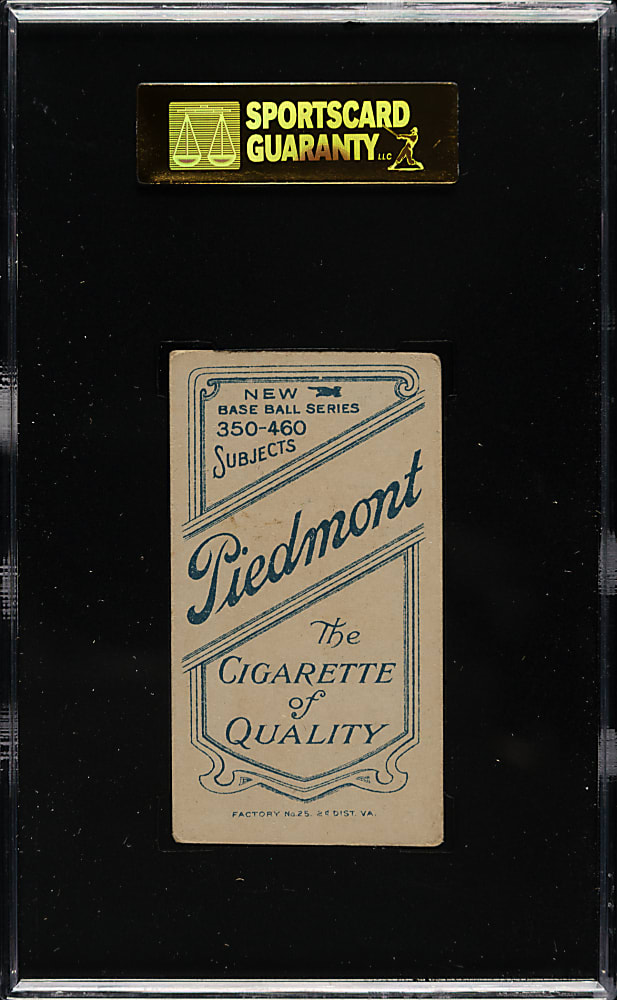 SPORTSCARD
GUARANTY LLC
NEW
BASE BALL SERIES
350-460
SUBJECTS
Piedmont
The
CIGARETTE
of
QUALITY
FACTORY No. 25. 2d DIST. VA.